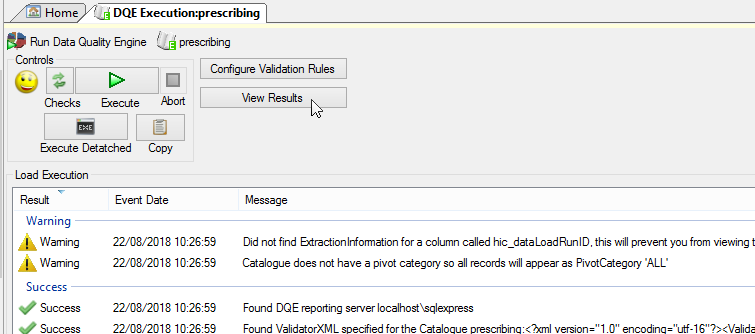 Home DQE Execution:prescribing
Run Data Quality Engine prescribing
Controls
Checks Execute Abort
Configure Validation Rules
View Results
EXE
Execute Detatched Copy
Load Execution
Result Event Date Message
Warning
Warning 22/08/2018 10:26:59 Did not find ExtractionInformation for a column called hic_dataLoadRunID, this will prevent you from viewing t
Warning 22/08/2018 10:26:59 Catalogue does not have a pivot category so all records will appear as PivotCategory 'ALL'
Success
Success 22/08/2018 10:26:59 Found DQE reporting server localhost\sqlexpress
Success 22/08/2018 10:26:59 Found ValidatorXML specified for the Catalogue prescribing:<?xml version="1.0" encoding="utf-16"?><Valida